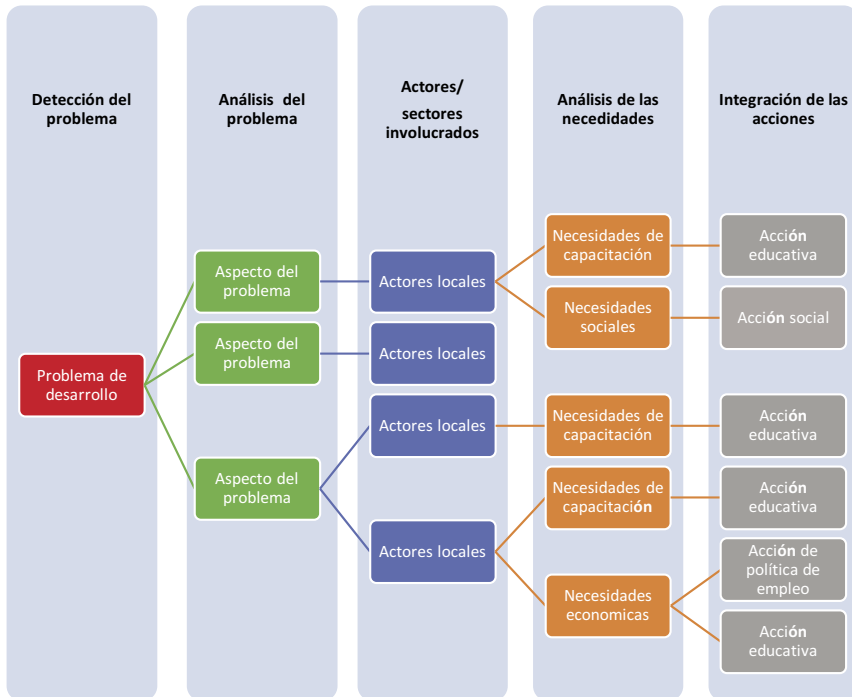 Detección del
problema
Análisis del
problema
Actores/
sectores
involucrados
Análisis de las
necedidades
Integración de las
acciones
Problema de
desarrollo
Aspecto del
problema
Aspecto del
problema
Aspecto del
problema
Actores locales
Actores locales
Actores locales
Actores locales
Necesidades de
capacitación
Necesidades
sociales
Necesidades de
capacitación
Necesidades de
capacitación
Necesidades
economicas
Acción
educativa
Acción social
Acción
educativa
Acción
educativa
Acción de
política de
empleo
Acción
educativa